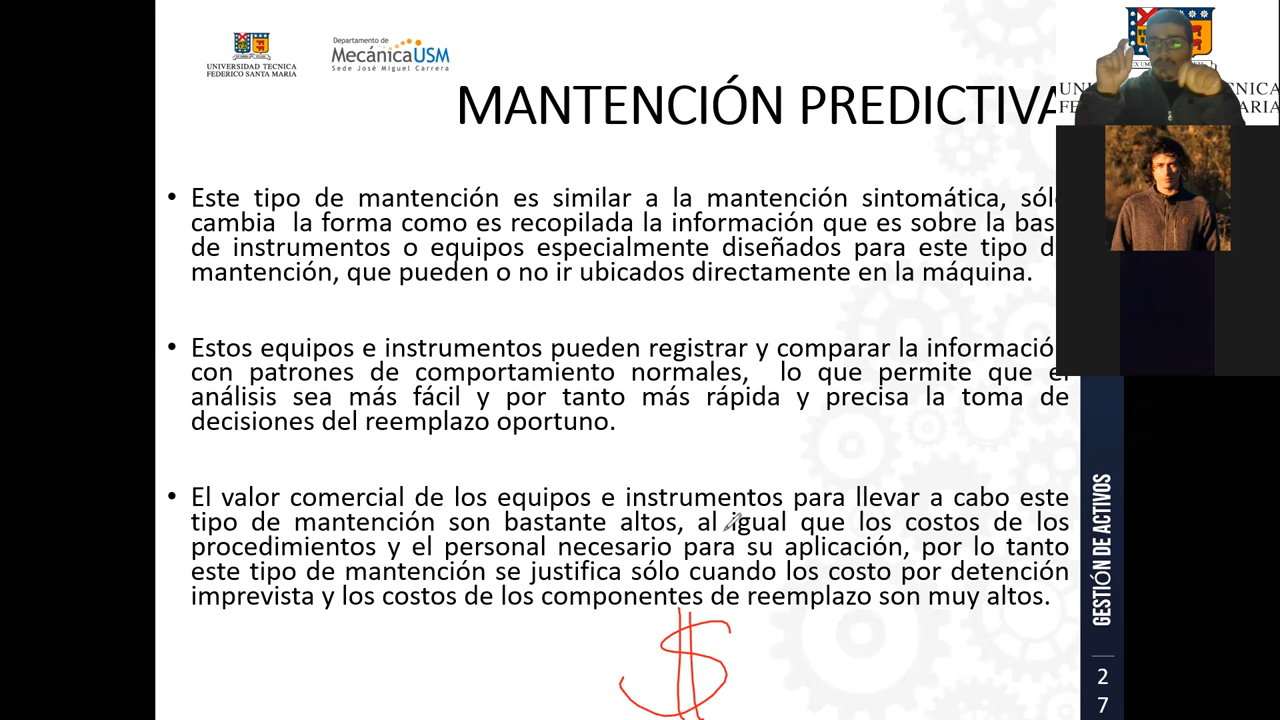 UNIVERSIDAD TECNICA
FEDERICO SANTA MARIA
Departamento de
MecánicaUSM
Sede José Miguel Carrera
MANTENCIÓN PREDICTIVA
• Este tipo de mantención es similar a la mantención sintomática, sólo
cambia la forma como es recopilada la información que es sobre la bas
de instrumentos o equipos especialmente diseñados para este tipo d
mantención, que pueden o no ir ubicados directamente en la máquina.
• Estos equipos e instrumentos pueden registrar y comparar la informació
con patrones de comportamiento normales, lo que permite que el
análisis sea más fácil y por tanto más rápida y precisa la toma de
decisiones del reemplazo oportuno.
• El valor comercial de los equipos e instrumentos para llevar a cabo este
tipo de mantención son bastante altos, al igual que los costos de los
procedimientos y el personal necesario para su aplicación, por lo tanto
este tipo de mantención se justifica sólo cuando los costo por detención
imprevista y los costos de los componentes de reemplazo son muy altos.
$
GESTIÓN DE ACTIVOS
2
7
UN
CNICA
FE
ARIA